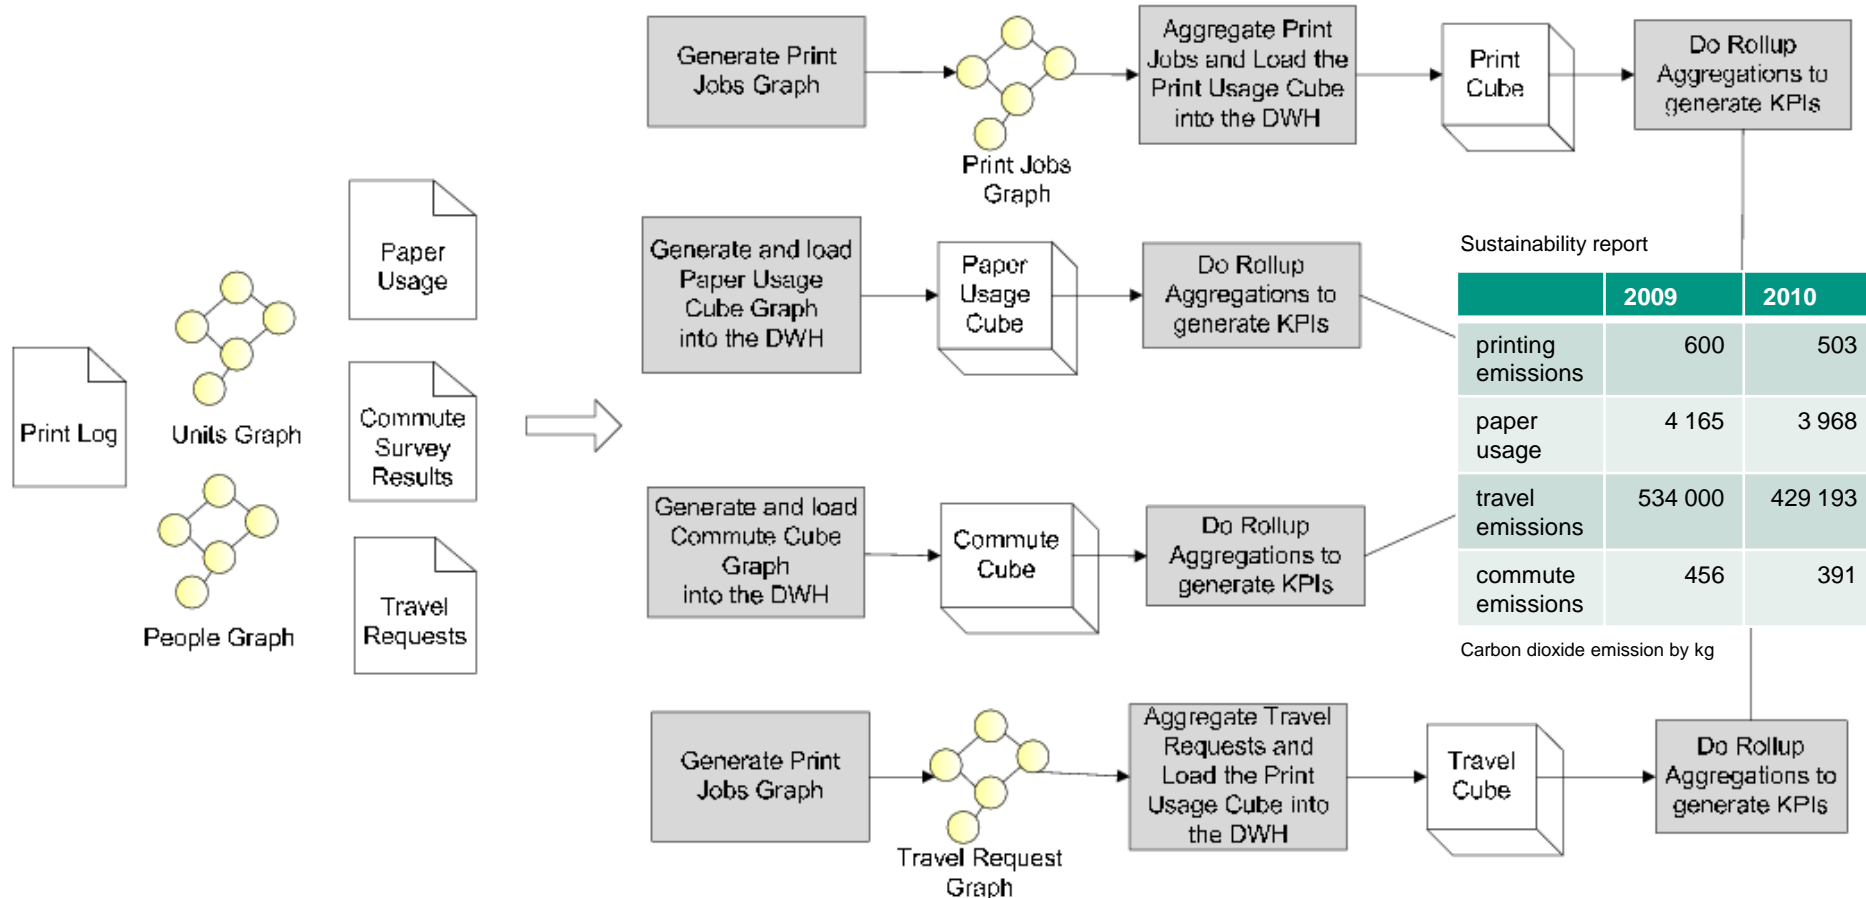 Print Log
Units Graph
People Graph
Paper
Usage
Commute
Survey
Results
Travel
Requests
Generate Print
Jobs Graph
Print Jobs
Graph
Aggregate Print
Jobs and Load the
Print Usage Cube
into the DWH
Print
Cube
Do Rollup
Aggregations to
generate KPIs
Generate and load
Paper Usage
Cube Graph
into the DWH
Paper
Usage
Cube
Do Rollup
Aggregations to
generate KPIs
Generate and load
Commute Cube
Graph
into the DWH
Commute
Cube
Do Rollup
Aggregations to
generate KPIs
Generate Print
Jobs Graph
Travel Request
Graph
Aggregate Travel
Requests and
Load the Print
Usage Cube into
the DWH
Travel
Cube
Do Rollup
Aggregations to
generate KPIs
Sustainability report
2009 2010
printing
emissions 600 503
paper
usage 4 165 3 968
travel
emissions 534 000 429 193
commute
emissions 456 391
Carbon dioxide emission by kg